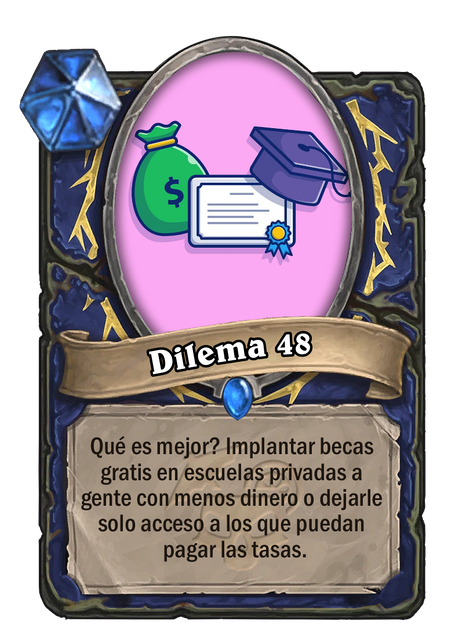 $
Dilema 48
Qué es mejor? Implantar becas
gratis en escuelas privadas a
gente con menos dinero o dejarle
solo acceso a los que puedan
pagar las tasas.